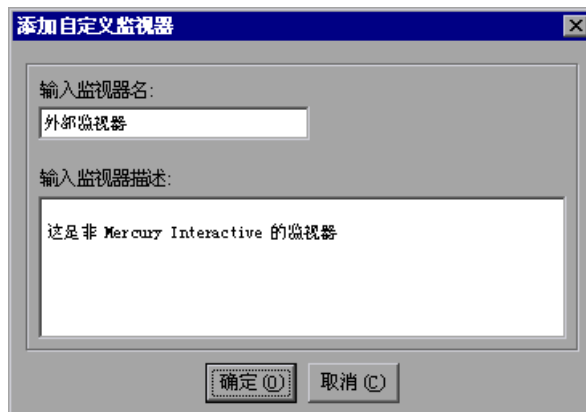 添加自定义监视器
输入监视器名:
外部监视器
输入监视器描述:
这是非 Mercury Interactive 的监视器
确定(O) 取消(C)